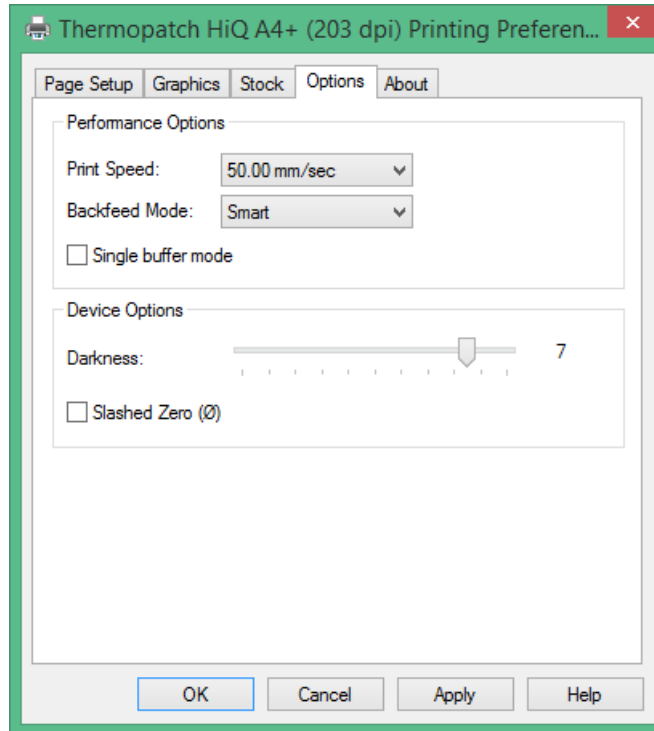 Thermopatch HiQ A4+ (203 dpi) Printing Preferen...
Page Setup Graphics Stock Options About
Performance Options
Print Speed: 50.00 mm/sec
Backfeed Mode: Smart
Single buffer mode
Device Options
Darkness: 7
Slashed Zero (Ø)
OK Cancel Apply Help